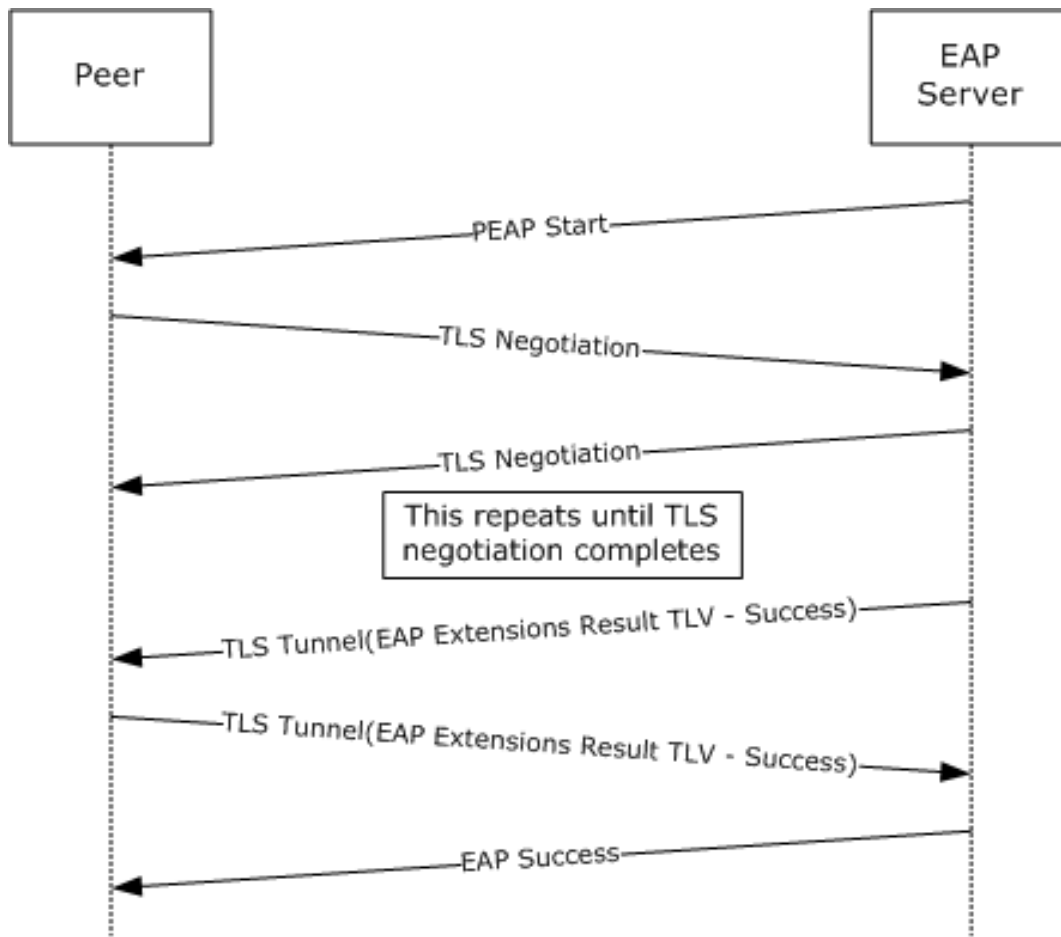 Peer
EAP
Server
PEAP Start
TLS Negotiation
TLS Negotiation
This repeats until TLS
negotiation completes
TLS Tunnel(EAP Extensions Result TLV - Success)
TLS Tunnel(EAP Extensions Result TLV - Success)
EAP Success